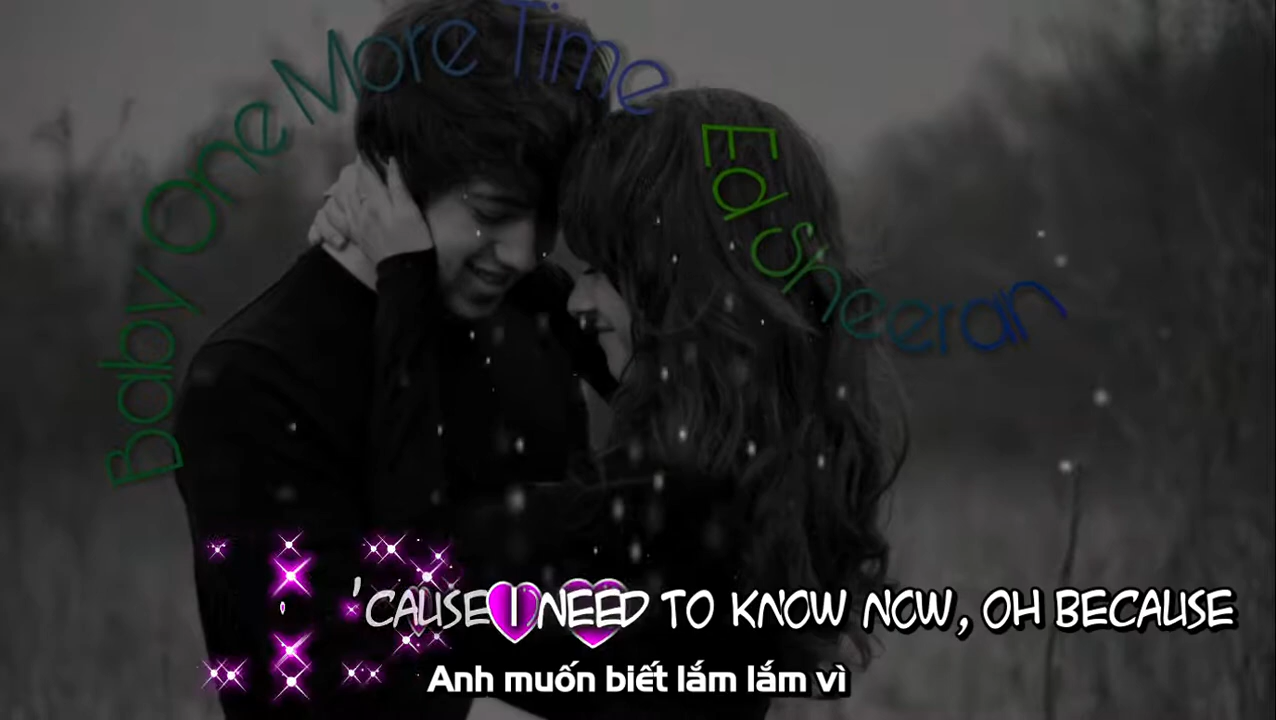 Baby One More Time
Ed Sheeran
'CAUSE I NEED TO KNOW NOW, OH BECAUSE
Anh muốn biết lắm lắm vì